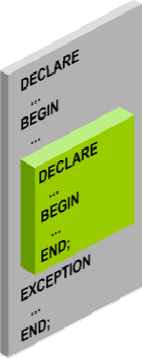 DECLARE
...
BEGIN
...
DECLARE
...
BEGIN
...
END;
EXCEPTION
...
END;